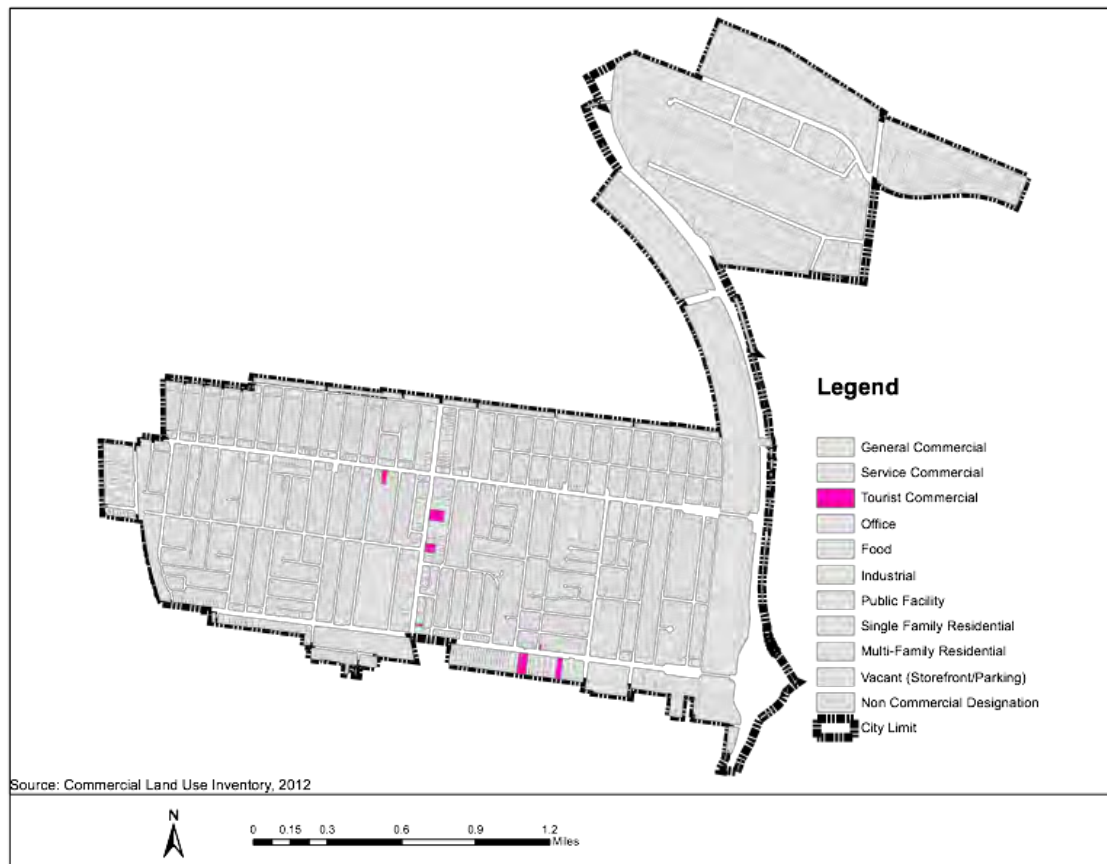 Legend
General Commercial
Service Commercial
Tourist Commercial
Office
Food
Industrial
Public Facility
Single Family Residential
Multi-Family Residential
Vacant (Storefront/Parking)
Non Commercial Designation
City Limit
Source: Commercial Land Use Inventory, 2012
N
0 0.15 0.3 0.6 0.9 1.2
Miles